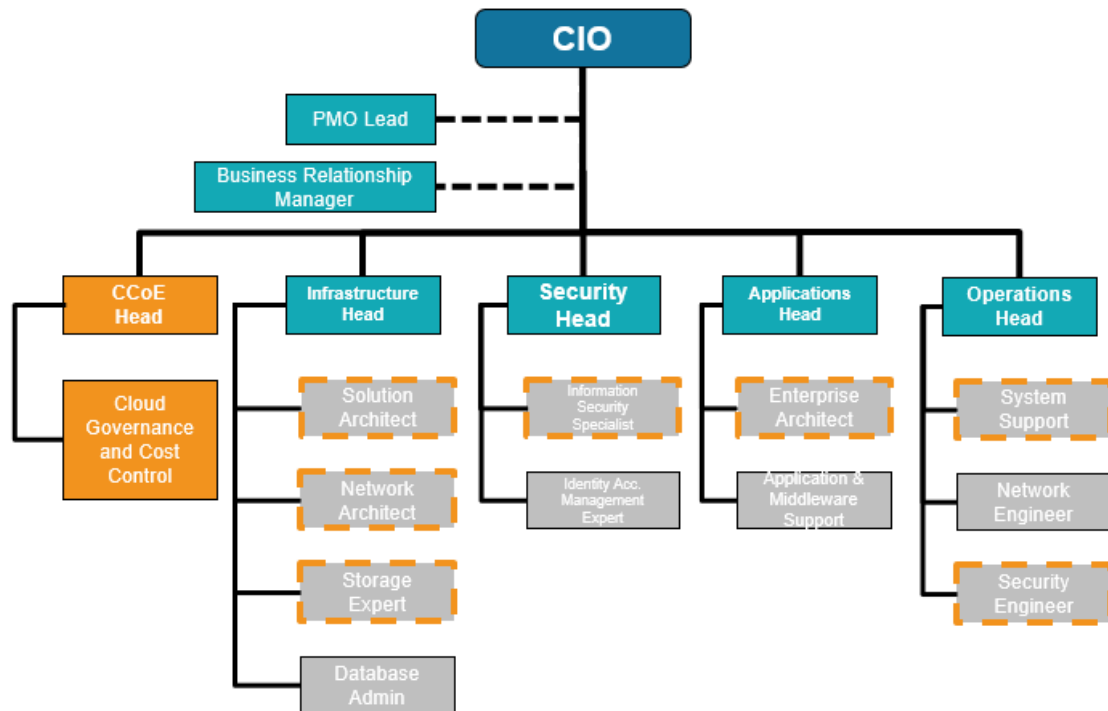 CIO
PMO Lead
Business Relationship
Manager
CCoE
Head
Infrastructure
Head
Security
Head
Applications
Head
Operations
Head
Cloud
Governance
and Cost
Control
Solution
Architect
Network
Architect
Storage
Expert
Database
Admin
Information
Security
Specialist
Identity Acc.
Management
Expert
Enterprise
Architect
Application &
Middleware
Support
System
Support
Network
Engineer
Security
Engineer